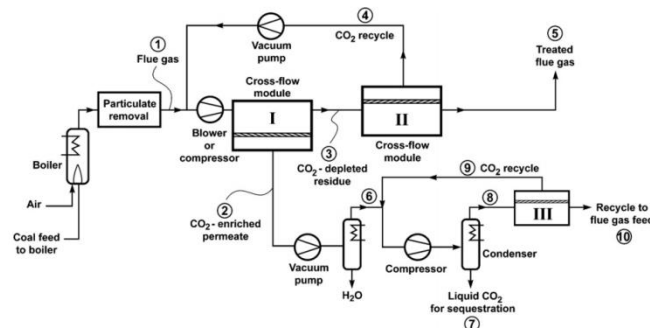 ④
CO₂ recycle
⑤
Treated
flue gas
①
Flue gas
Vacuum
pump
Cross-flow
module
Particulate
removal
I
II
Blower
or
compressor
Cross-flow
module
③
CO₂ - depleted
residue
Boiler
Air
Coal feed
to boiler
②
CO₂ - enriched
permeate
⑨ CO₂ recycle
⑥
⑧
III
Recycle to
flue gas feed
⑩
Vacuum
pump
H₂O
Compressor
Condenser
Liquid CO₂
for sequestration
⑦